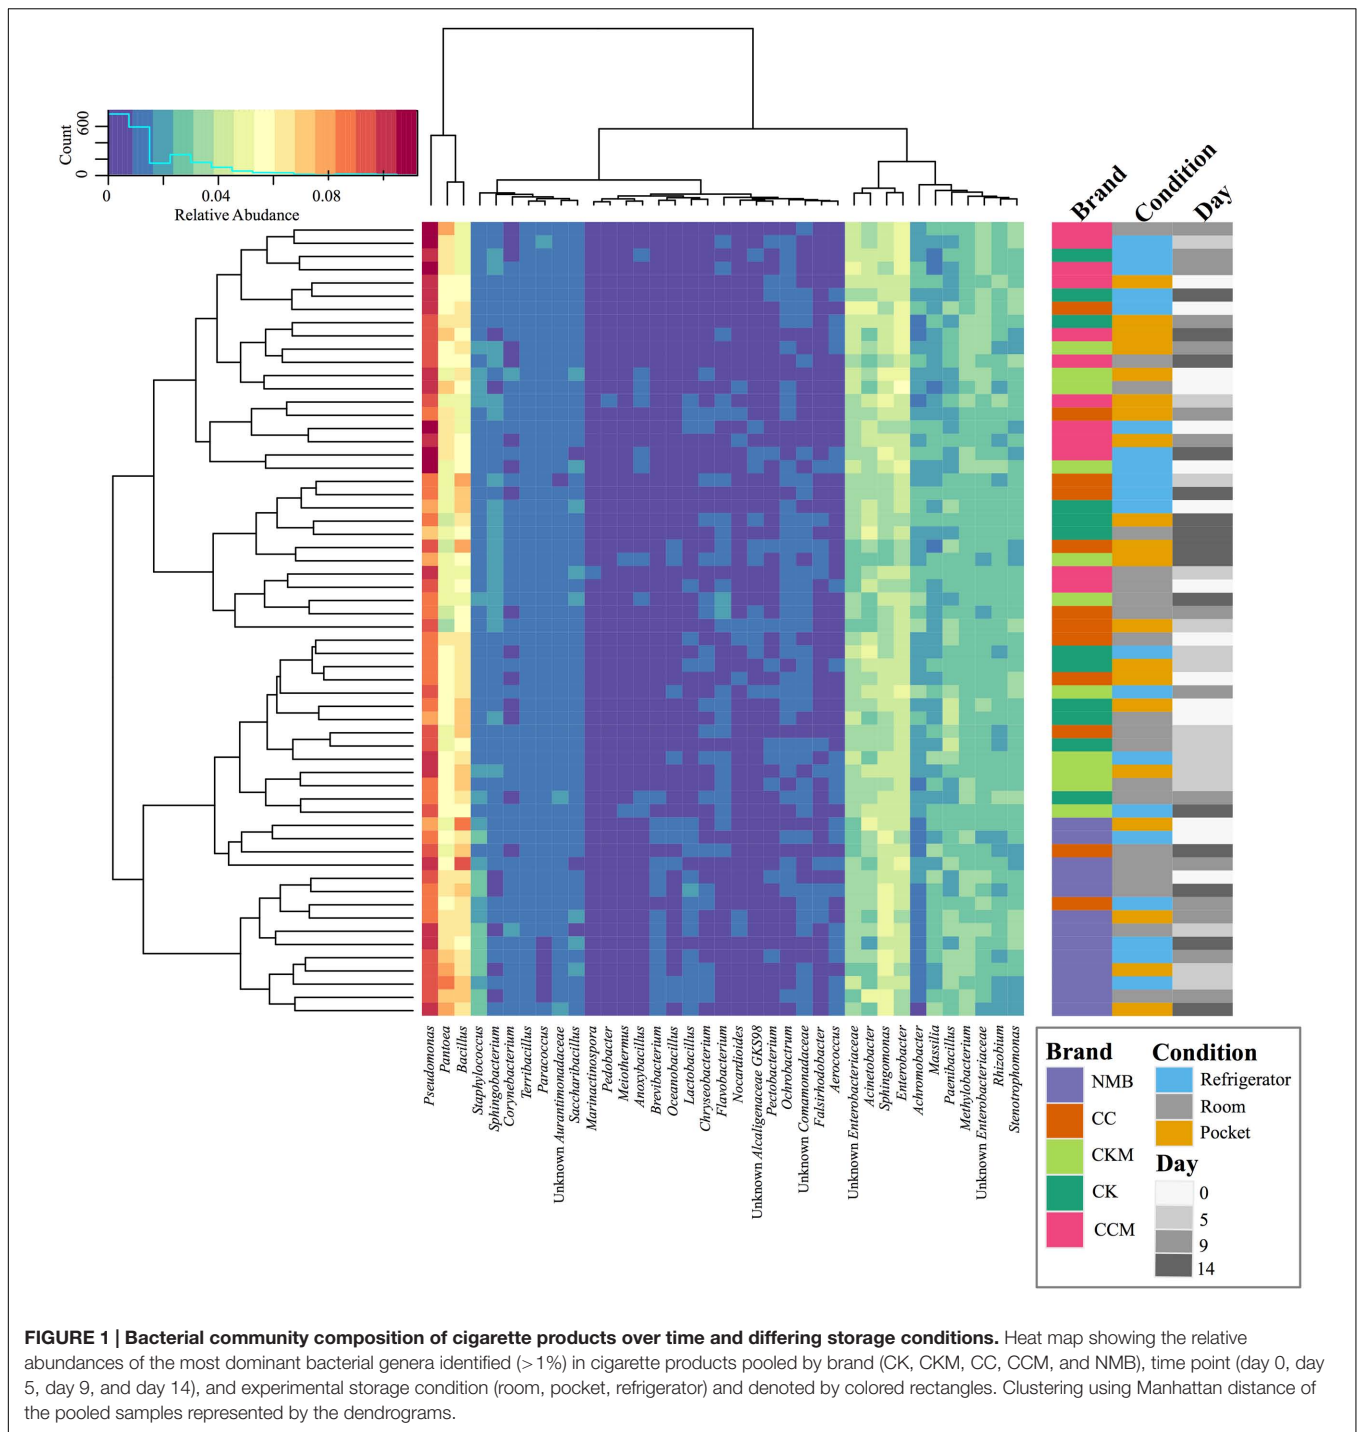 Count
600
0
0
0.04
0.08
Relative Abudance
Brand
Condition
Day
Pseudomonas
Pantoea
Bacillus
Staphylococcus
Sphingobacterium
Corynebacterium
Terribacillus
Paracoccus
Unknown Aurantimonadaceae
Saccharibacillus
Marinactinospora
Pedobacter
Meiothermus
Anoxybacillus
Brevibacterium
Oceanobacillus
Lactobacillus
Chryseobacterium
Flavobacterium
Nocardioides
Unknown Alcaligenaceae GKS98
Pectobacterium
Ochrobactrum
Unknown Comamonadaceae
Falsirhodobacter
Aerococcus
Unknown Enterobacteriaceae
Acinetobacter
Sphingomonas
Enterobacter
Achromobacter
Massilia
Paenibacillus
Methylobacterium
Unknown Enterobacteriaceae
Rhizobium
Stenotrophomonas
Brand
NMB
CC
CKM
CK
CCM
Condition
Refrigerator
Room
Pocket
Day
0
5
9
14
FIGURE 1 | Bacterial community composition of cigarette products over time and differing storage conditions. Heat map showing the relative
abundances of the most dominant bacterial genera identified (>1%) in cigarette products pooled by brand (CK, CKM, CC, CCM, and NMB), time point (day 0, day
5, day 9, and day 14), and experimental storage condition (room, pocket, refrigerator) and denoted by colored rectangles. Clustering using Manhattan distance of
the pooled samples represented by the dendrograms.